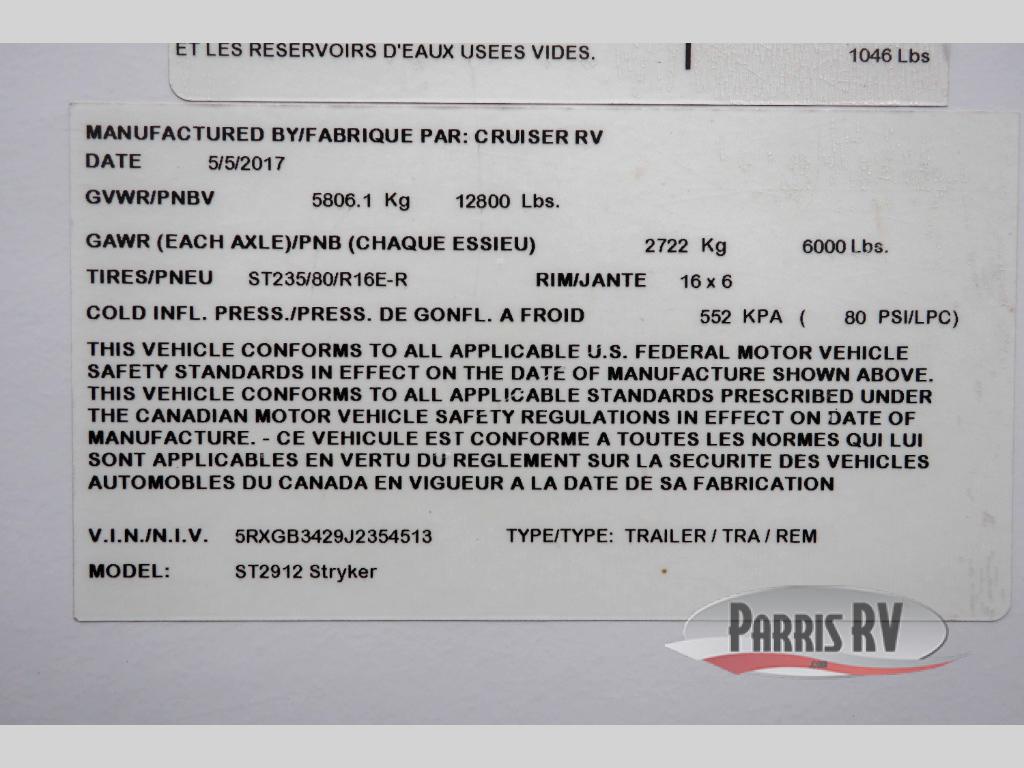 ET LES RESERVOIRS D'EAUX USEES VIDES.
1046 Lbs
MANUFACTURED BY/FABRIQUE PAR: CRUISER RV
DATE 5/5/2017
GVWR/PNBV 5806.1 Kg 12800 Lbs.
GAWR (EACH AXLE)/PNB (CHAQUE ESSIEU) 2722 Kg 6000 Lbs.
TIRES/PNEU ST235/80/R16E-R RIM/JANTE 16 x 6
COLD INFL. PRESS./PRESS. DE GONFL. A FROID 552 KPA ( 80 PSI/LPC)
THIS VEHICLE CONFORMS TO ALL APPLICABLE U.S. FEDERAL MOTOR VEHICLE
SAFETY STANDARDS IN EFFECT ON THE DATE OF MANUFACTURE SHOWN ABOVE.
THIS VEHICLE CONFORMS TO ALL APPLICABLE STANDARDS PRESCRIBED UNDER
THE CANADIAN MOTOR VEHICLE SAFETY REGULATIONS IN EFFECT ON DATE OF
MANUFACTURE. - CE VEHICULE EST CONFORME A TOUTES LES NORMES QUI LUI
SONT APPLICABLES EN VERTU DU REGLEMENT SUR LA SECURITE DES VEHICLES
AUTOMOBLES DU CANADA EN VIGUEUR A LA DATE DE SA FABRICATION
V.I.N./N.I.V. 5RXGB3429J2354513 TYPE/TYPE: TRAILER / TRA / REM
MODEL: ST2912 Stryker
PARRIS RV
.com